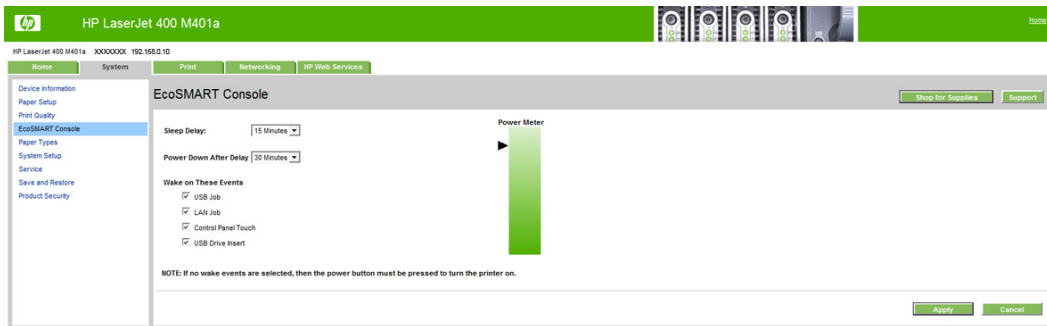 hp HP LaserJet 400 M401a
Home
HP LaserJet 400 M401a XXXXXXX 192.168.0.10
Home System Print Networking HP Web Services
Device Information
Paper Setup
Print Quality
EcoSMART Console
Paper Types
System Setup
Service
Save and Restore
Product Security
EcoSMART Console
Shop for Supplies Support
Sleep Delay: 15 Minutes
Power Down After Delay 30 Minutes
Wake on These Events
USB Job
LAN Job
Control Panel Touch
USB Drive Insert
Power Meter
NOTE: If no wake events are selected, then the power button must be pressed to turn the printer on.
Apply Cancel